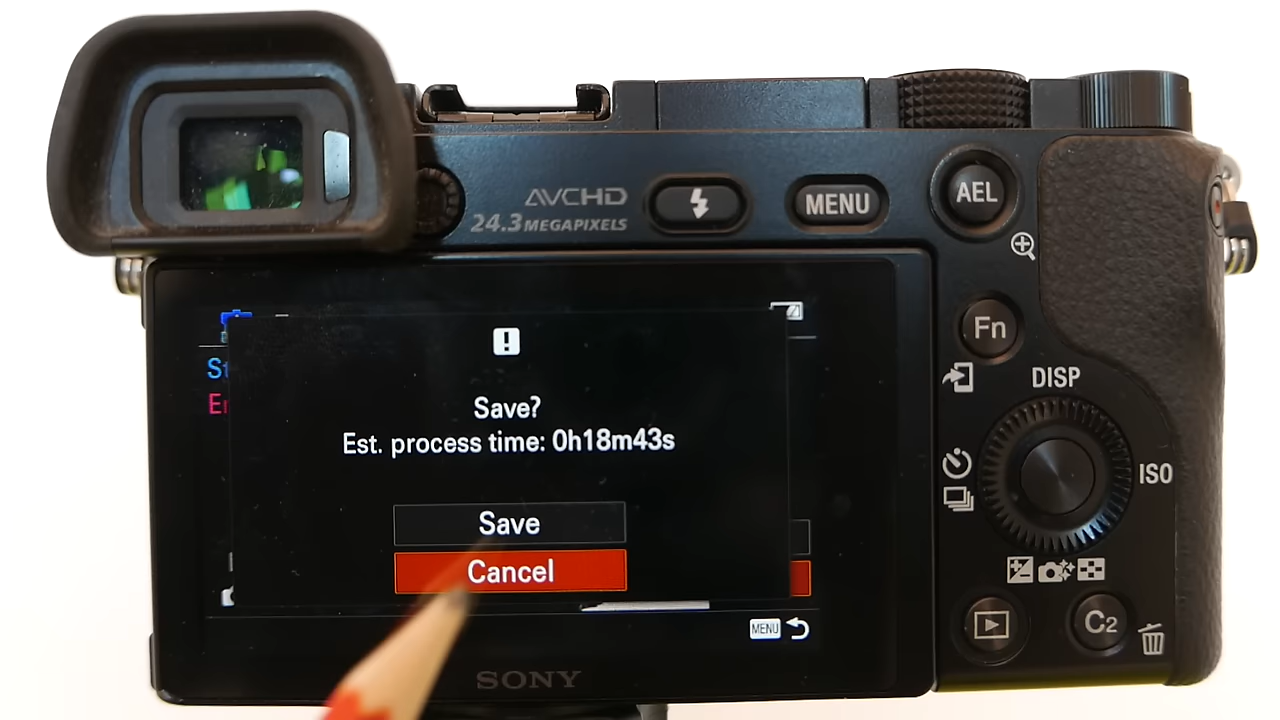 AVCHD
24.3 MEGAPIXELS
MENU
AEL
Fn
DISP
ISO
C2
Save?
Est. process time: 0h18m43s
Save
Cancel
MENU
SONY